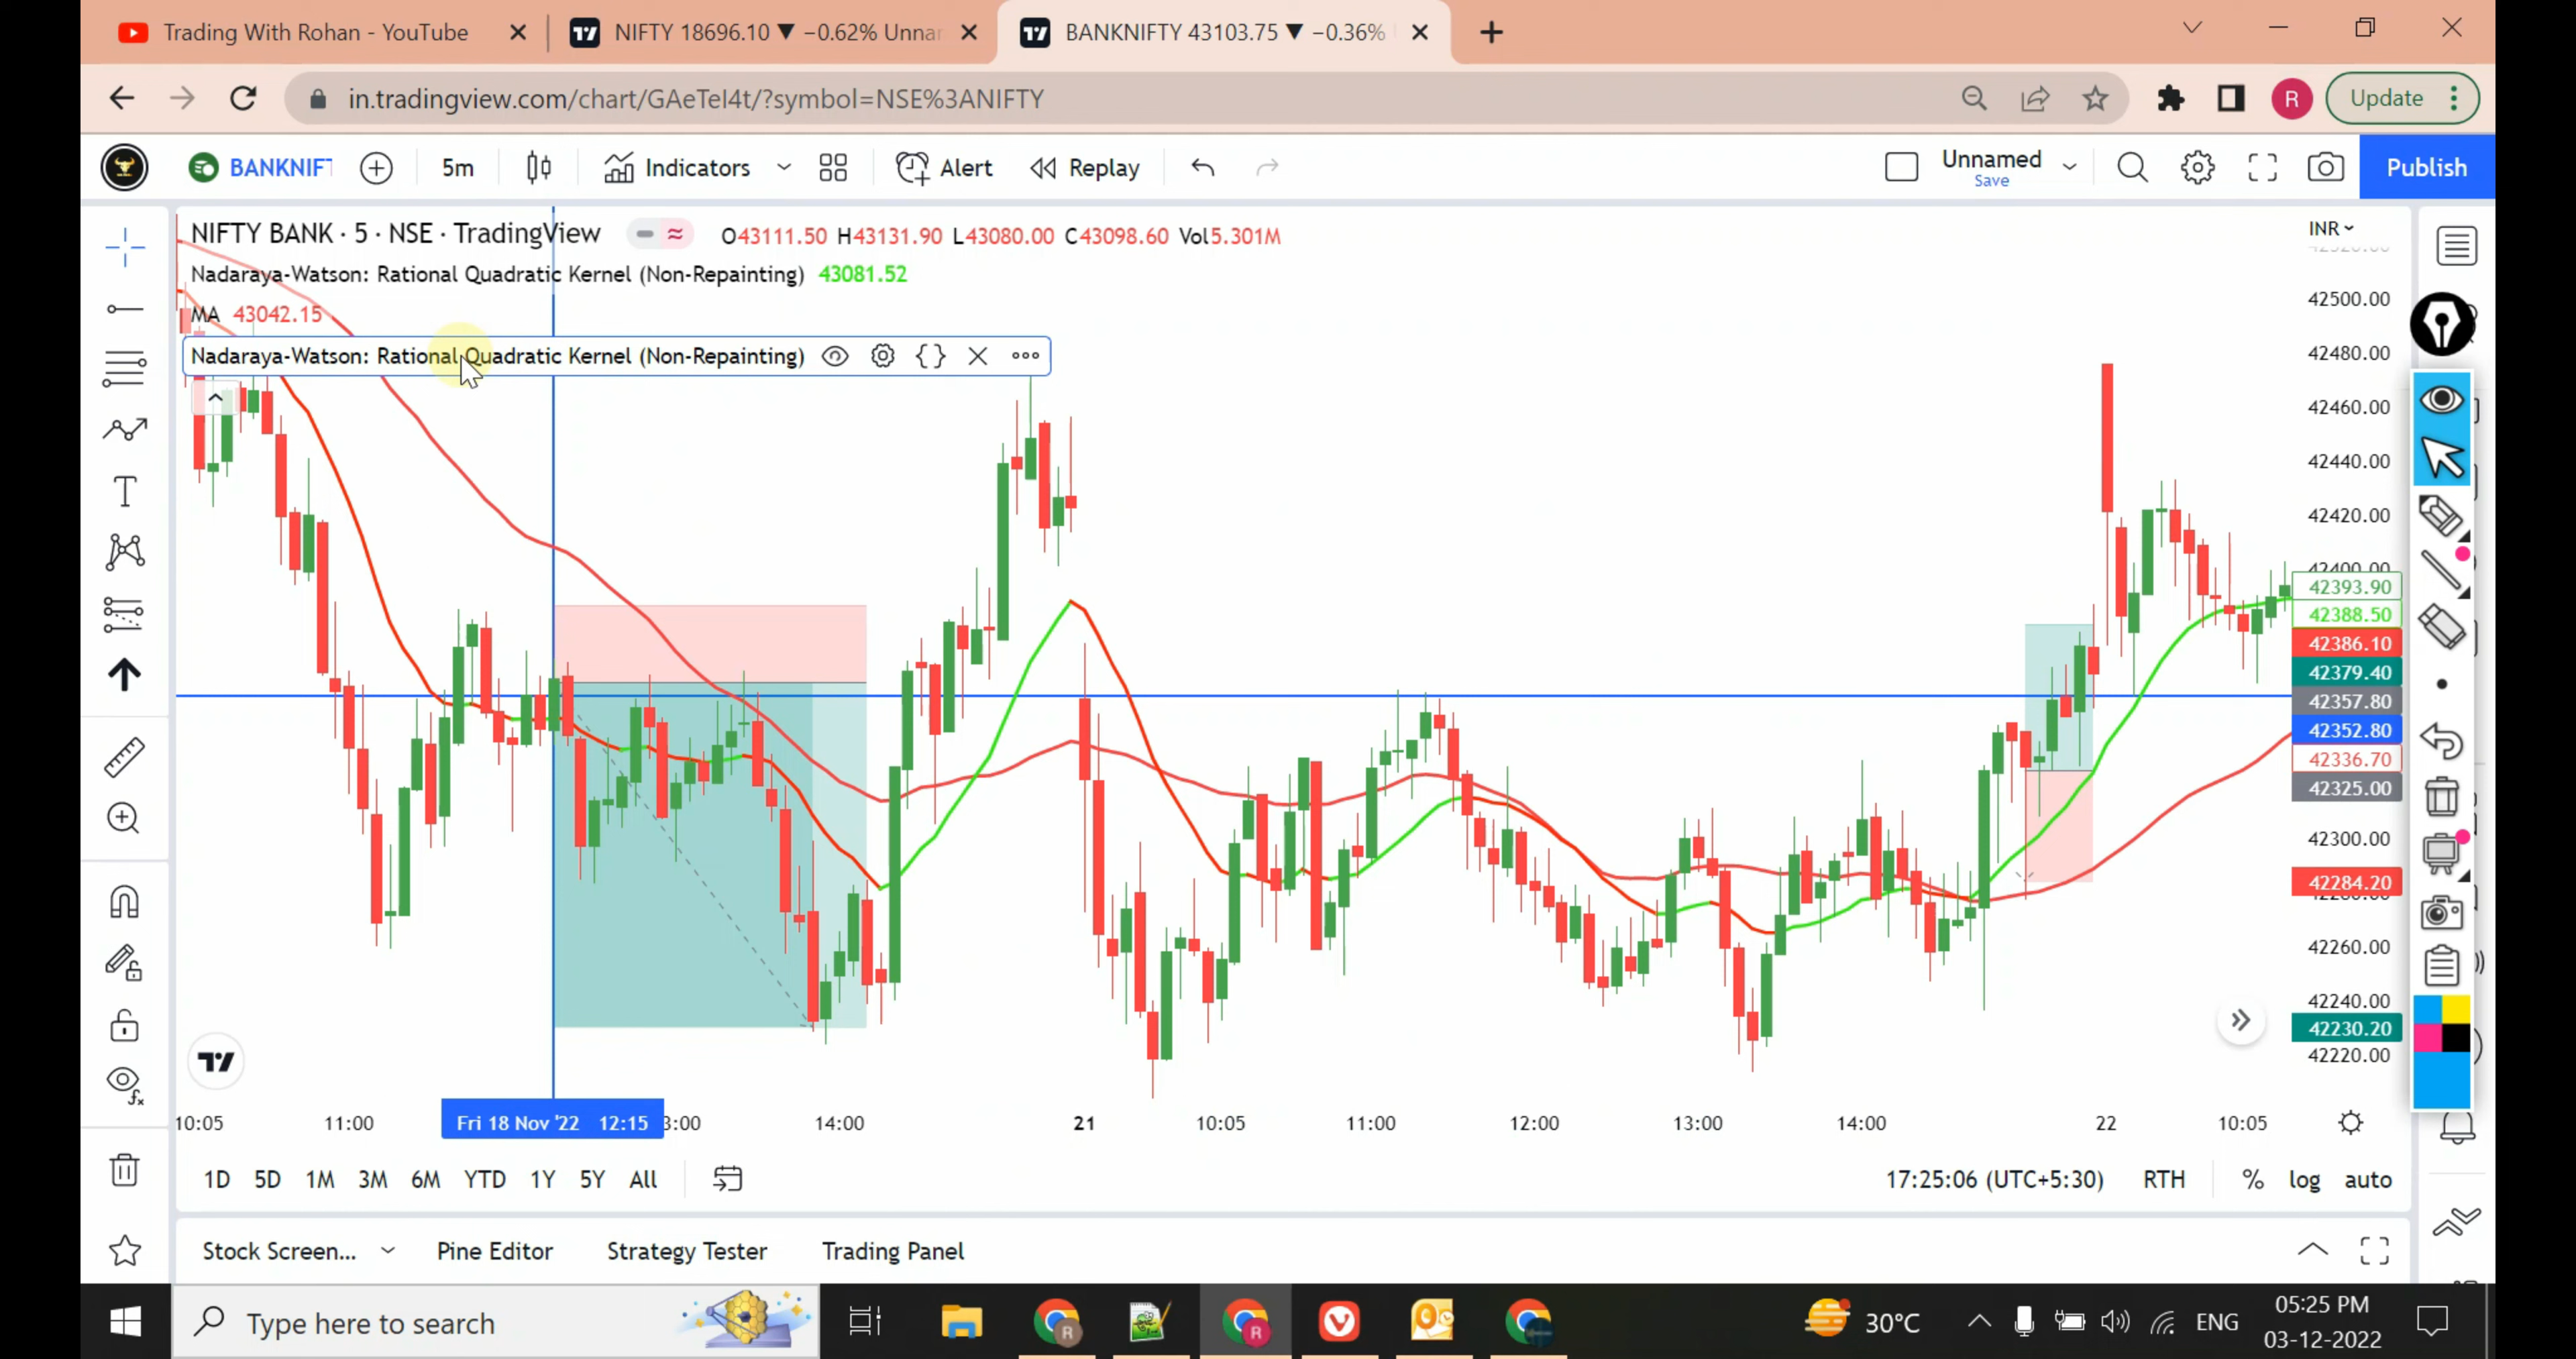 Trading With Rohan - YouTube
NIFTY 18696.10 ▼ −0.62% Unnar
BANKNIFTY 43103.75 ▼ −0.36%
in.tradingview.com/chart/GAeTeI4t/?symbol=NSE%3ANIFTY
R
Update
BANKNIFT
5m
Indicators
Alert
Replay
Unnamed
Save
Publish
NIFTY BANK · 5 · NSE · TradingView
O43111.50 H43131.90 L43080.00 C43098.60 Vol5.301M
INR
Nadaraya-Watson: Rational Quadratic Kernel (Non-Repainting) 43081.52
MA 43042.15
Nadaraya-Watson: Rational Quadratic Kernel (Non-Repainting)
42500.00
42480.00
42460.00
42440.00
42420.00
42400.00
42393.90
42388.50
42386.10
42379.40
42357.80
42352.80
42336.70
42325.00
42300.00
42284.20
42260.00
42240.00
42230.20
42220.00
10:05 11:00 Fri 18 Nov '22 12:15 3:00 14:00 21 10:05 11:00 12:00 13:00 14:00 22 10:05
1D 5D 1M 3M 6M YTD 1Y 5Y All
17:25:06 (UTC+5:30) RTH % log auto
Stock Screen... Pine Editor Strategy Tester Trading Panel
Type here to search
30°C
ENG
05:25 PM
03-12-2022